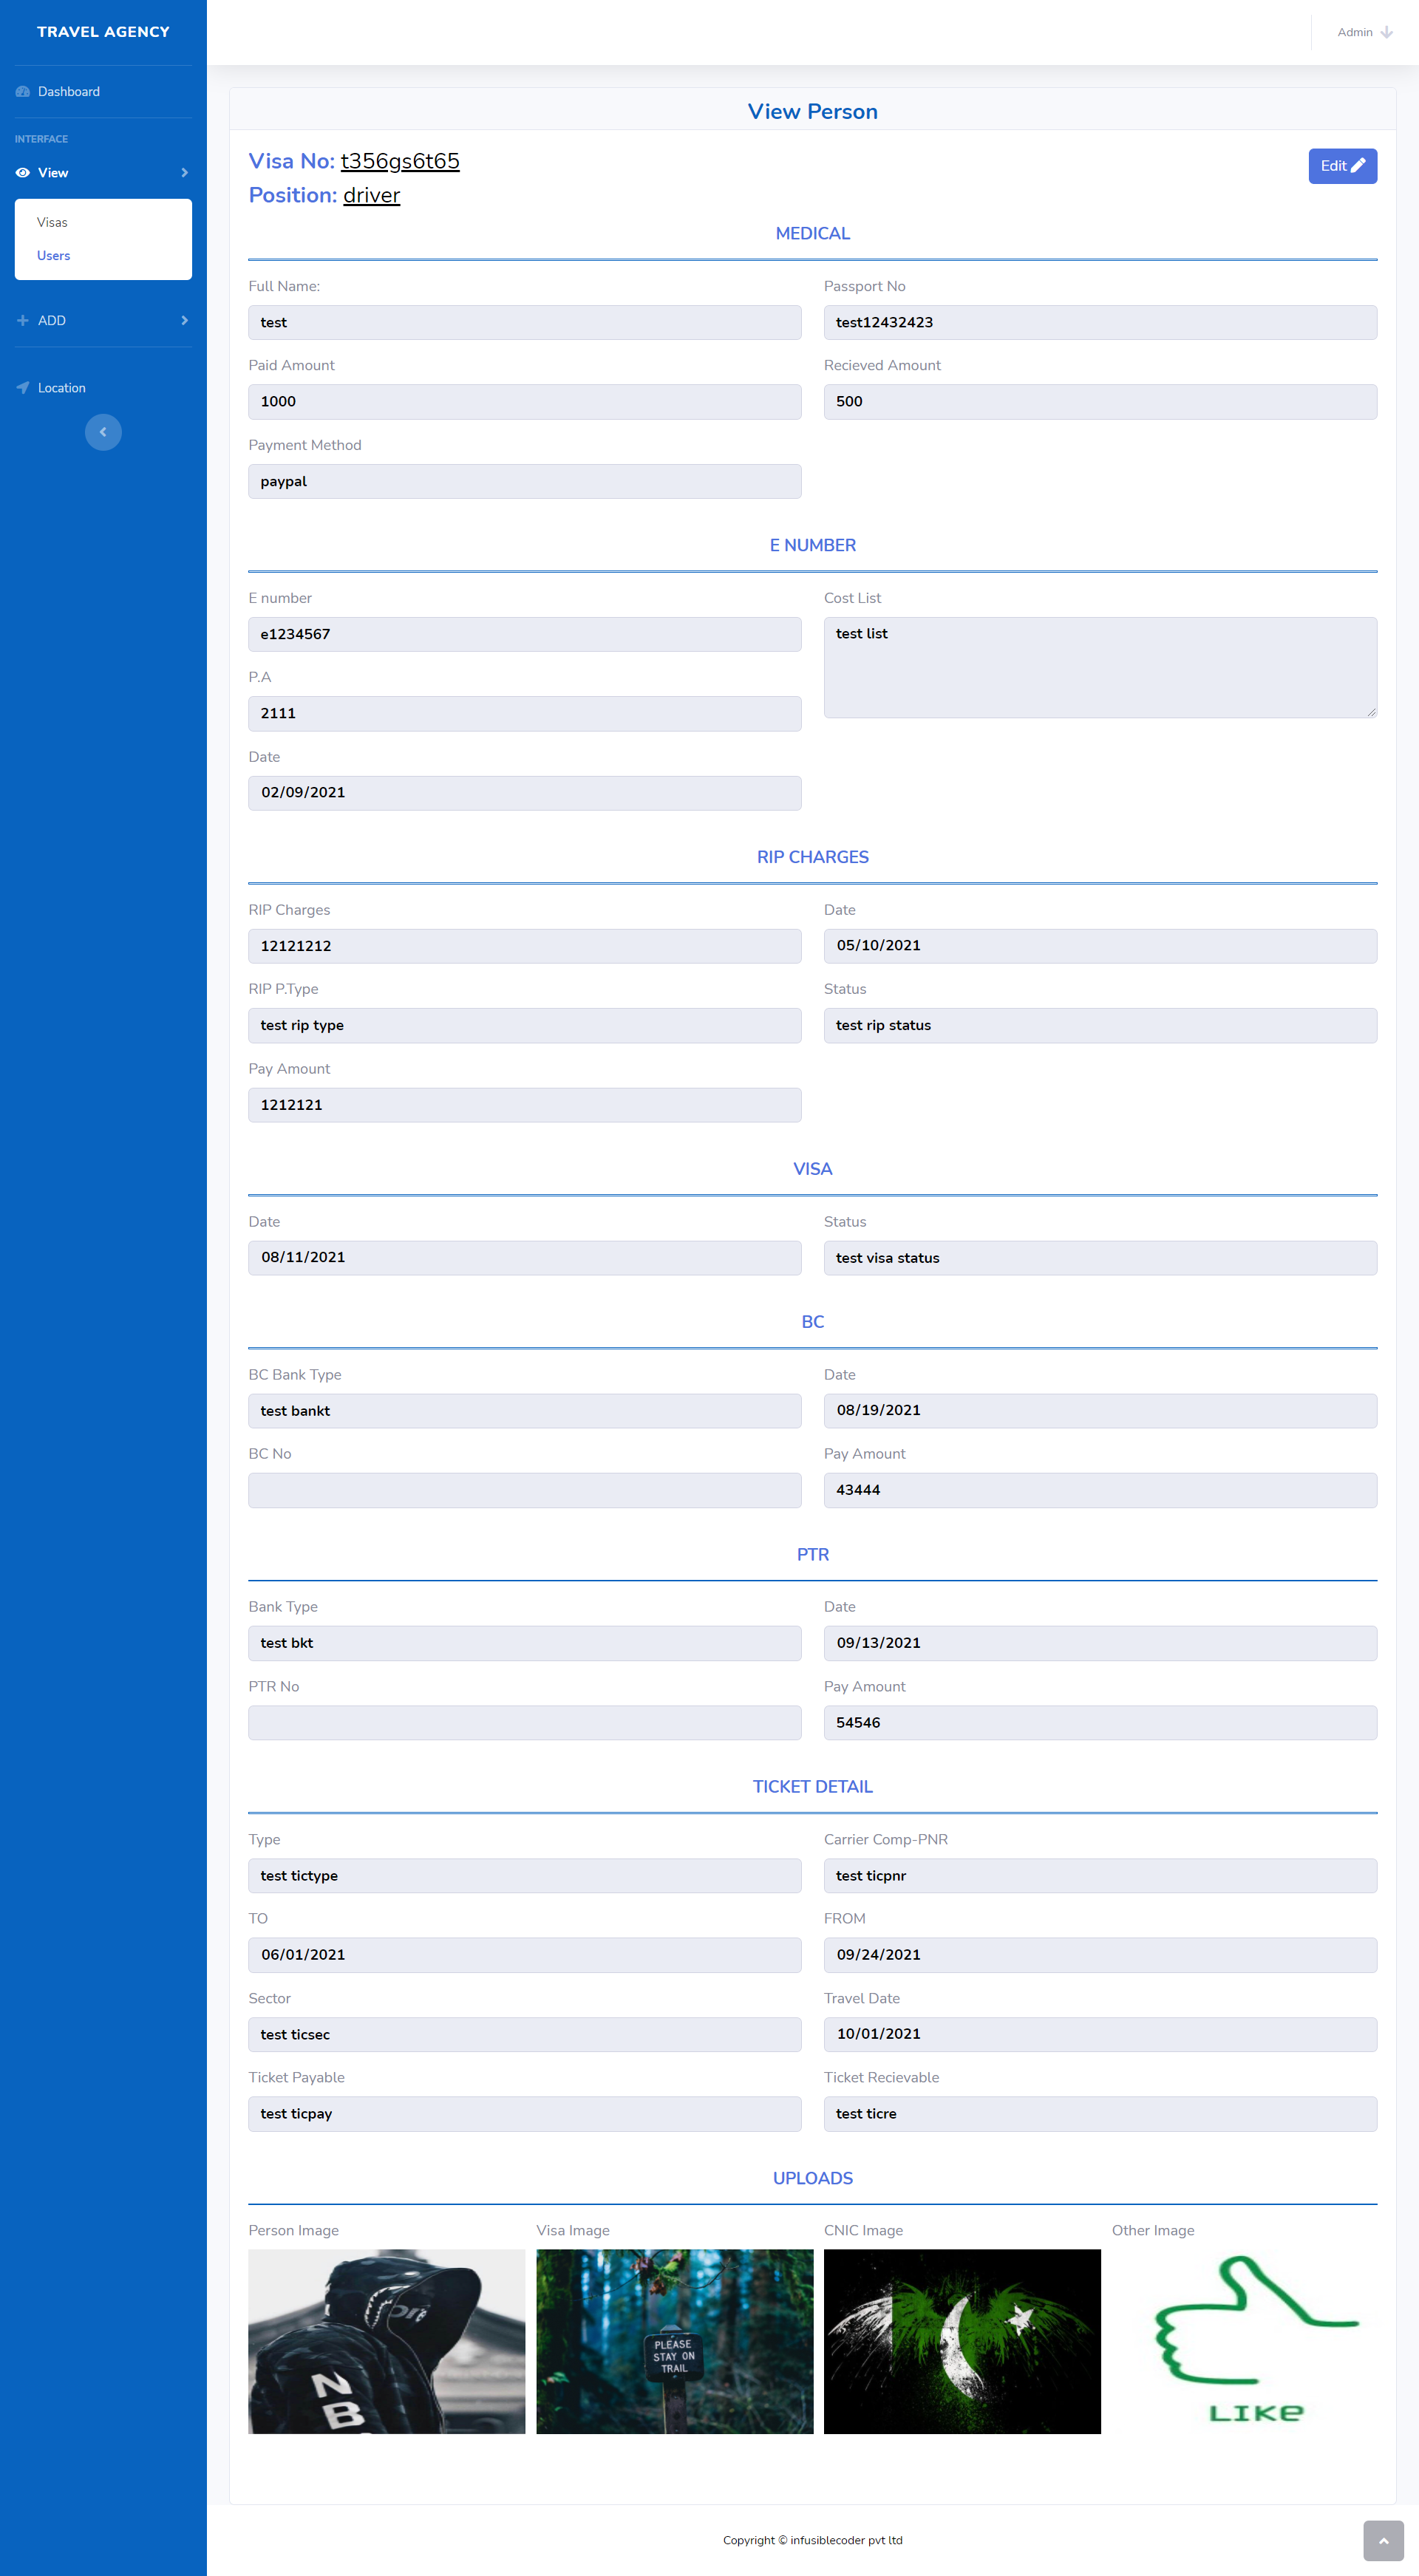 TRAVEL AGENCY
Admin
Dashboard
INTERFACE
View
Visas
Users
ADD
Location
View Person
Visa No: t356gs6t65
Edit
Position: driver
MEDICAL
Full Name:
Passport No
test
test12432423
Paid Amount
Recieved Amount
1000
500
Payment Method
paypal
E NUMBER
E number
Cost List
e1234567
test list
P.A
2111
Date
02/09/2021
RIP CHARGES
RIP Charges
Date
12121212
05/10/2021
RIP P.Type
Status
test rip type
test rip status
Pay Amount
1212121
VISA
Date
Status
08/11/2021
test visa status
BC
BC Bank Type
Date
test bankt
08/19/2021
BC No
Pay Amount
43444
PTR
Bank Type
Date
test bkt
09/13/2021
PTR No
Pay Amount
54546
TICKET DETAIL
Type
Carrier Comp-PNR
test tictype
test ticpnr
TO
FROM
06/01/2021
09/24/2021
Sector
Travel Date
test ticsec
10/01/2021
Ticket Payable
Ticket Recievable
test ticpay
test ticre
UPLOADS
Person Image
Visa Image
CNIC Image
Other Image
PLEASE
STAY ON
TRAIL
LIKE
Copyright © infusiblecoder pvt ltd